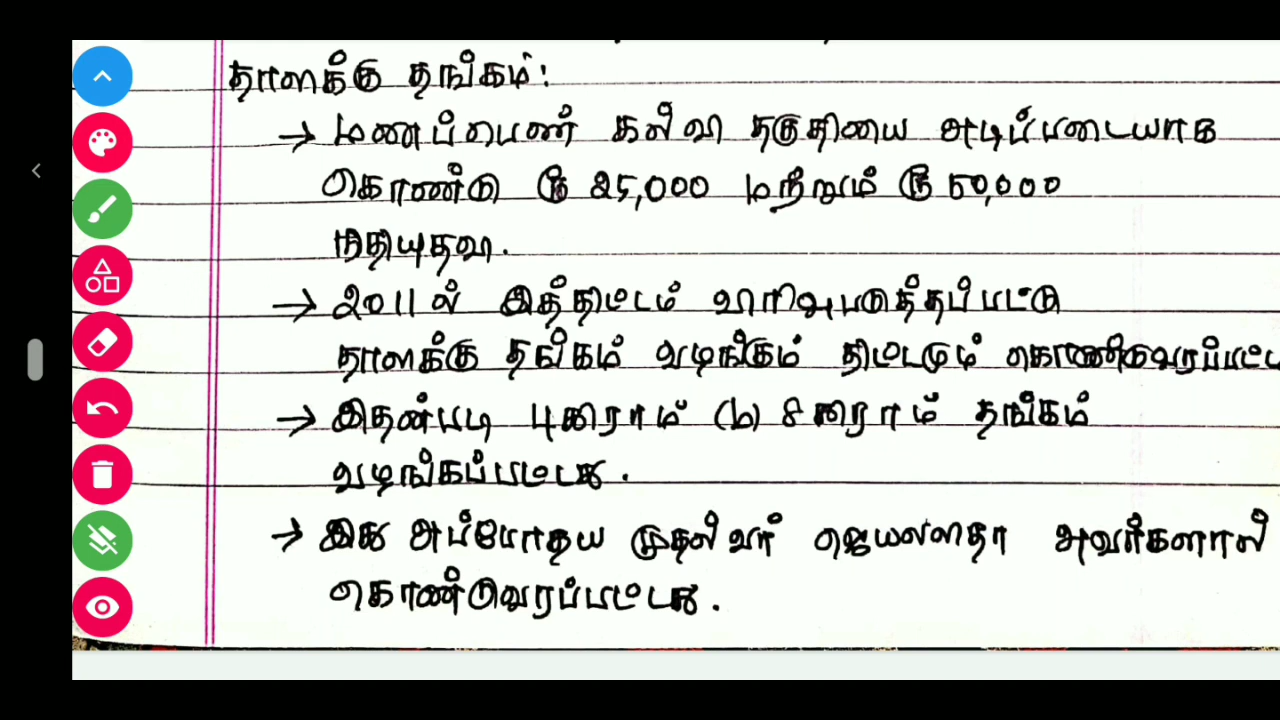 தாலிக்கு தங்கம்:
→ மணப்பெண் கல்வி தகுதியை அடிப்படையாக
கொண்டு ரூ 25,000 மற்றும் ரூ 50,000
நிதியுதவி.
→ 2011ல் இத்திட்டம் விரிவுபடுத்தப்பட்டு
தாலிக்கு தங்கம் வழங்கும் திட்டமும் கொண்டுவரப்பட்ட
→ இதன்படி 4 கிராம் (ம) 8 கிராம் தங்கம்
வழங்கப்பட்டது.
→ இது அப்போதைய முதல்வர் ஜெயலலிதா அவர்களால்
கொண்டுவரப்பட்டது.